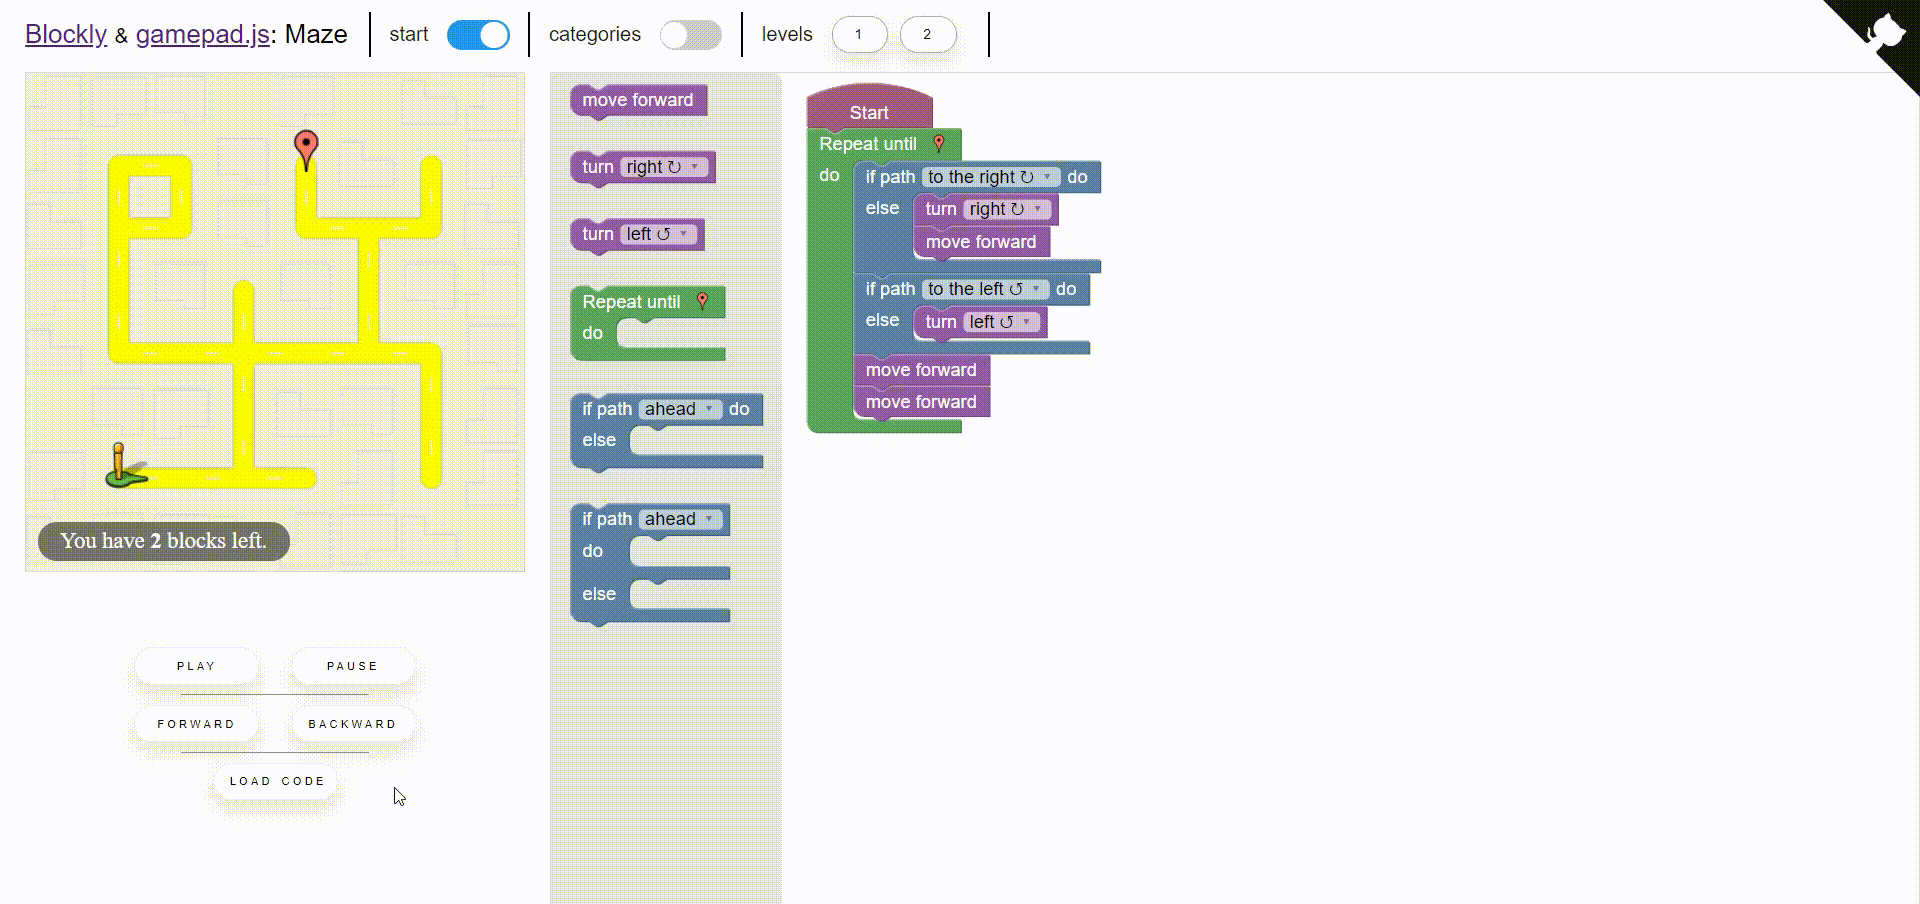 Blockly & gamepad.js: Maze
start
categories
levels
1
2
You have 2 blocks left.
PLAY
PAUSE
FORWARD
BACKWARD
LOAD CODE
move forward
turn right ↻ ▾
turn left ↺ ▾
Repeat until
do
if path ahead ▾ do
else
if path ahead ▾
do
else
Start
Repeat until
do
if path to the right ↻ ▾ do
else
turn right ↻ ▾
move forward
if path to the left ↺ ▾ do
else
turn left ↺ ▾
move forward
move forward